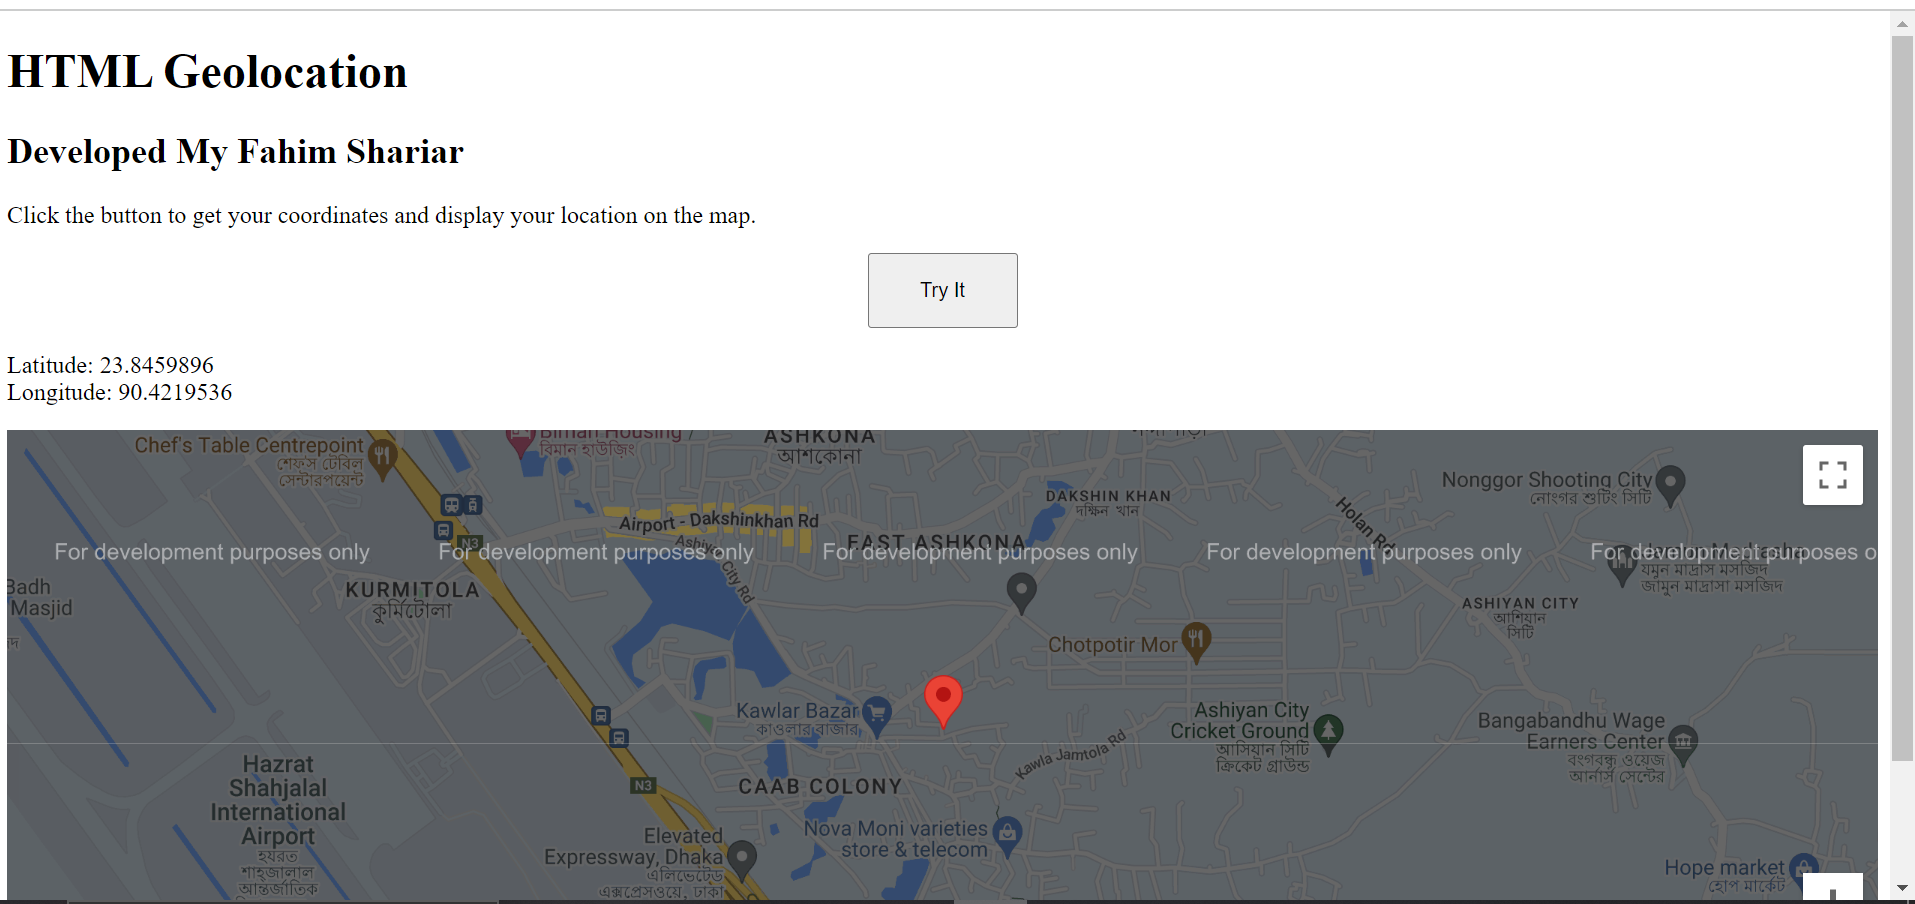 HTML Geolocation
Developed My Fahim Shariar
Click the button to get your coordinates and display your location on the map.
Try It
Latitude: 23.8459896
Longitude: 90.4219536
Chef's Table Centrepoint
শেফস টেবিল
সেন্টারপয়েন্ট
Housing
বিমান হাউজিং
ASHKONA
আশকোনা
Nonggor Shooting City
নোংগর শুটিং সিটি
DAKSHIN KHAN
দক্ষিন খান
Airport - Dakshinkhan Rd
Holan Rd
N3
Ashiyan City Rd
EAST ASHKONA
For development purposes only
For development purposes only
For development purposes only
For development purposes only
For development purposes o
যমুন মাদ্রাস মসজিদ
জামুন মাদ্রাসা মসজিদ
Badh
Masjid
KURMITOLA
কুর্মিটোলা
ASHIYAN CITY
আশিয়ান
সিটি
Chotpotir Mor
Kawlar Bazar
কাওলার বাজার
Ashiyan City
Cricket Ground
আসিয়ান সিটি
ক্রিকেট গ্রাউন্ড
Bangabandhu Wage
Earners Center
বংগবন্ধু ওয়েজ
আর্নার্স সেন্টের
Kawla Jamtola Rd
Hazrat
Shahjalal
International
Airport
হযরত
শাহজালাল
আন্তর্জাতিক
N3
CAAB COLONY
Nova Moni varieties
store & telecom
Elevated
Expressway, Dhaka
এলিভেটেড
এক্সপ্রেসওয়ে, ঢাকা
Hope market
হোপ মার্কেট